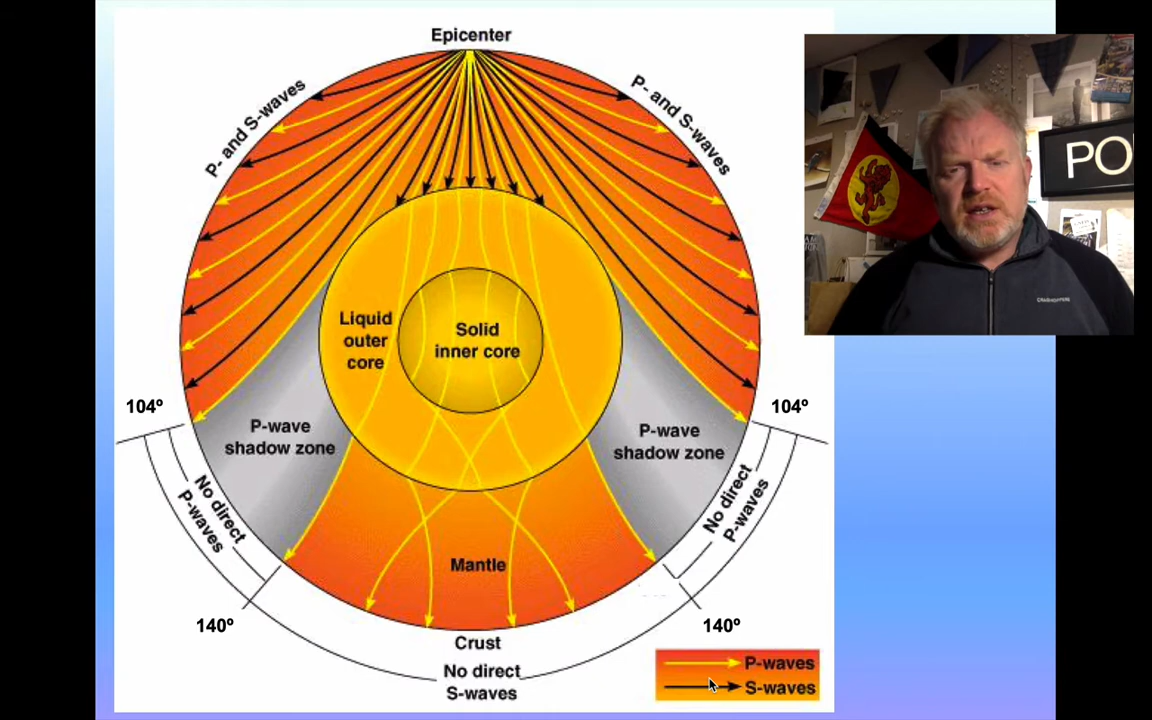 Epicenter
P- and S-waves
P- and S-waves
PO
Liquid
outer
core
Solid
inner core
104º
104º
P-wave
shadow zone
P-wave
shadow zone
No direct
P-waves
No direct
P-waves
Mantle
140º
140º
Crust
No direct
S-waves
P-waves
S-waves